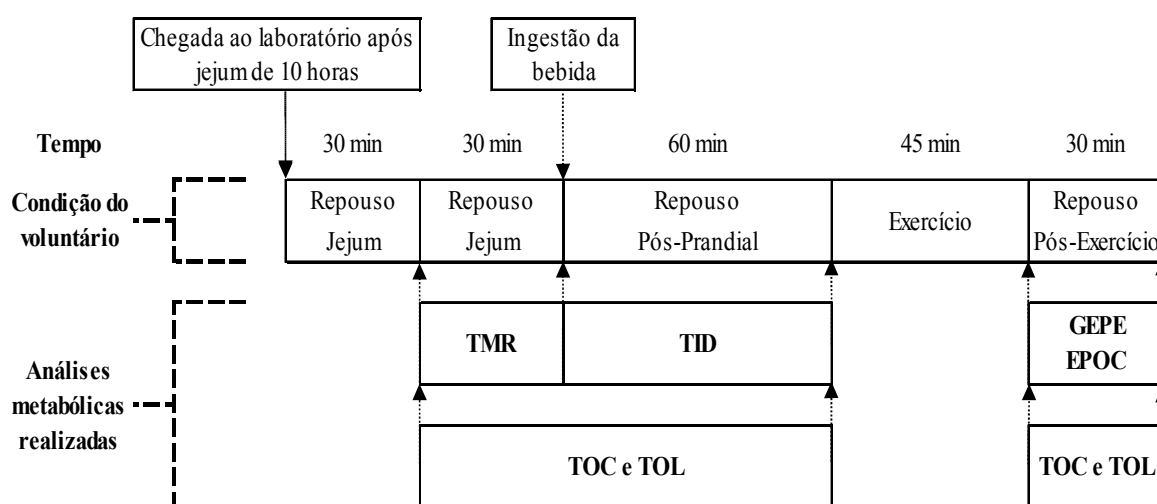 Chegada ao laboratório após
jejum de 10 horas
Ingestão da
bebida
Tempo
30 min
30 min
60 min
45 min
30 min
Condição do
voluntário
Repouso
Jejum
Repouso
Jejum
Repouso
Pós-Prandial
Exercício
Repouso
Pós-Exercício
Análises
metabólicas
realizadas
TMR
TID
GEPE
EPOC
TOC e TOL
TOC e TOL